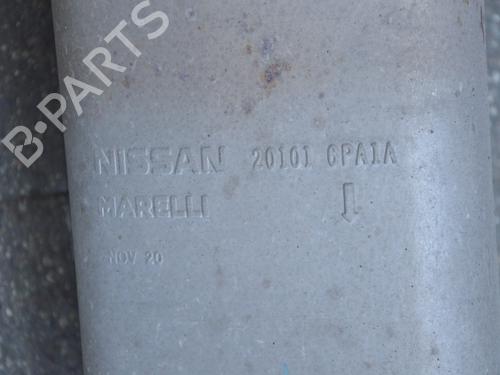 B-PARTS
NISSAN 20101 6PA1A
MARELLI
NOV 20